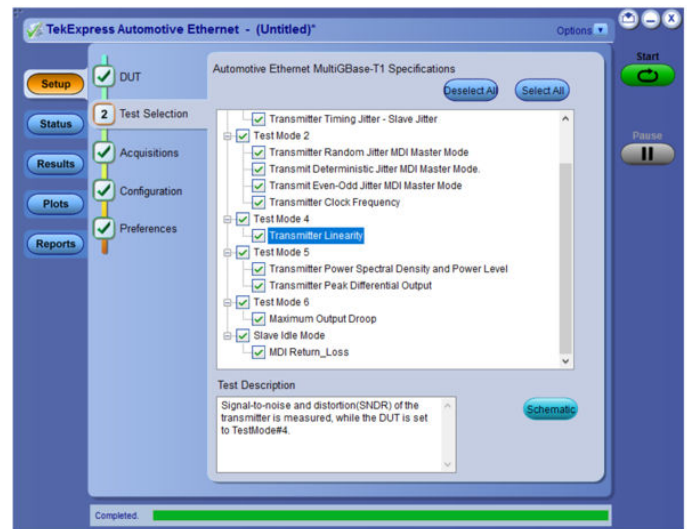 TekExpress Automotive Ethernet - (Untitled)*
Options
Start
Pause
Setup
Status
Results
Plots
Reports
DUT
2 Test Selection
Acquisitions
Configuration
Preferences
Automotive Ethernet MultiGBase-T1 Specifications
Deselect All
Select All
Transmitter Timing Jitter - Slave Jitter
Test Mode 2
Transmitter Random Jitter MDI Master Mode
Transmit Deterministic Jitter MDI Master Mode.
Transmit Even-Odd Jitter MDI Master Mode
Transmitter Clock Frequency
Test Mode 4
Transmitter Linearity
Test Mode 5
Transmitter Power Spectral Density and Power Level
Transmitter Peak Differential Output
Test Mode 6
Maximum Output Droop
Slave Idle Mode
MDI Return_Loss
Test Description
Signal-to-noise and distortion(SNDR) of the
transmitter is measured, while the DUT is set
to TestMode#4.
Schematic
Completed.